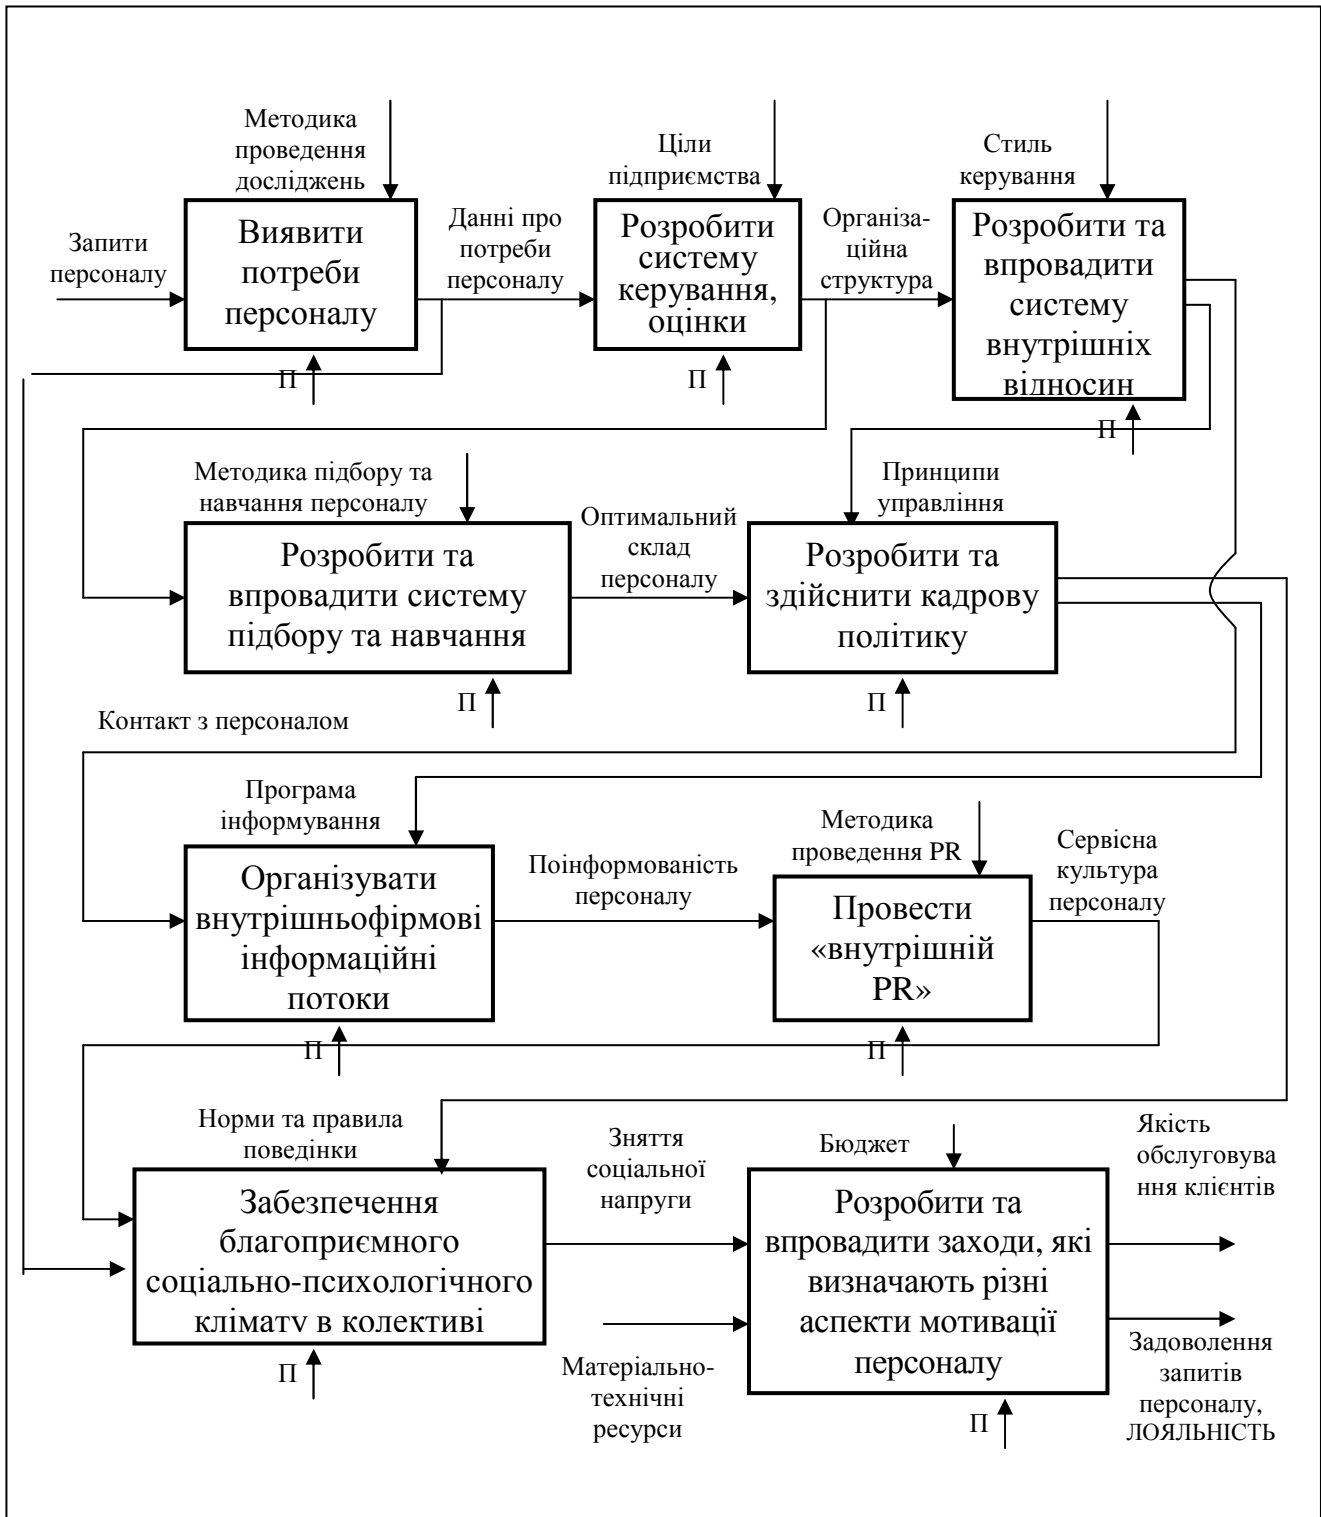 Методика
проведення
досліджень
Ціли
підприємства
Стиль
керування
Запити
персоналу
Виявити
потреби
персоналу
Данні про
потреби
персоналу
Розробити
систему
керування,
оцінки
Організа-
ційна
структура
Розробити та
впровадити
систему
внутрішніх
відносин
П
П
П
Методика підбору та
навчання персоналу
Принципи
управління
Розробити та
впровадити систему
підбору та навчання
Оптимальний
склад
персоналу
Розробити та
здійснити кадрову
політику
П
П
Контакт з персоналом
Програма
інформування
Методика
проведення PR
Сервісна
культура
персоналу
Організувати
внутрішньофірмові
інформаційні
потоки
Поінформованість
персоналу
Провести
«внутрішній
PR»
П
П
Норми та правила
поведінки
Зняття
соціальної
напруги
Бюджет
Якість
обслуговува
ння клієнтів
Забезпечення
благоприємного
соціально-психологічного
клімату в колективі
Розробити та
впровадити заходи, які
визначають різні
аспекти мотивації
персоналу
П
Матеріально-
технічні
ресурси
П
Задоволення
запитів
персоналу,
ЛОЯЛЬНІСТЬ